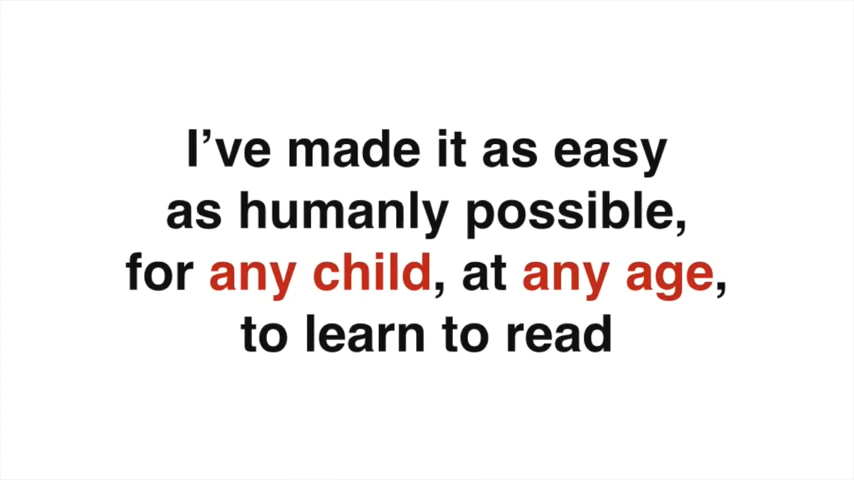 I’ve made it as easy
as humanly possible,
for any child, at any age,
to learn to read